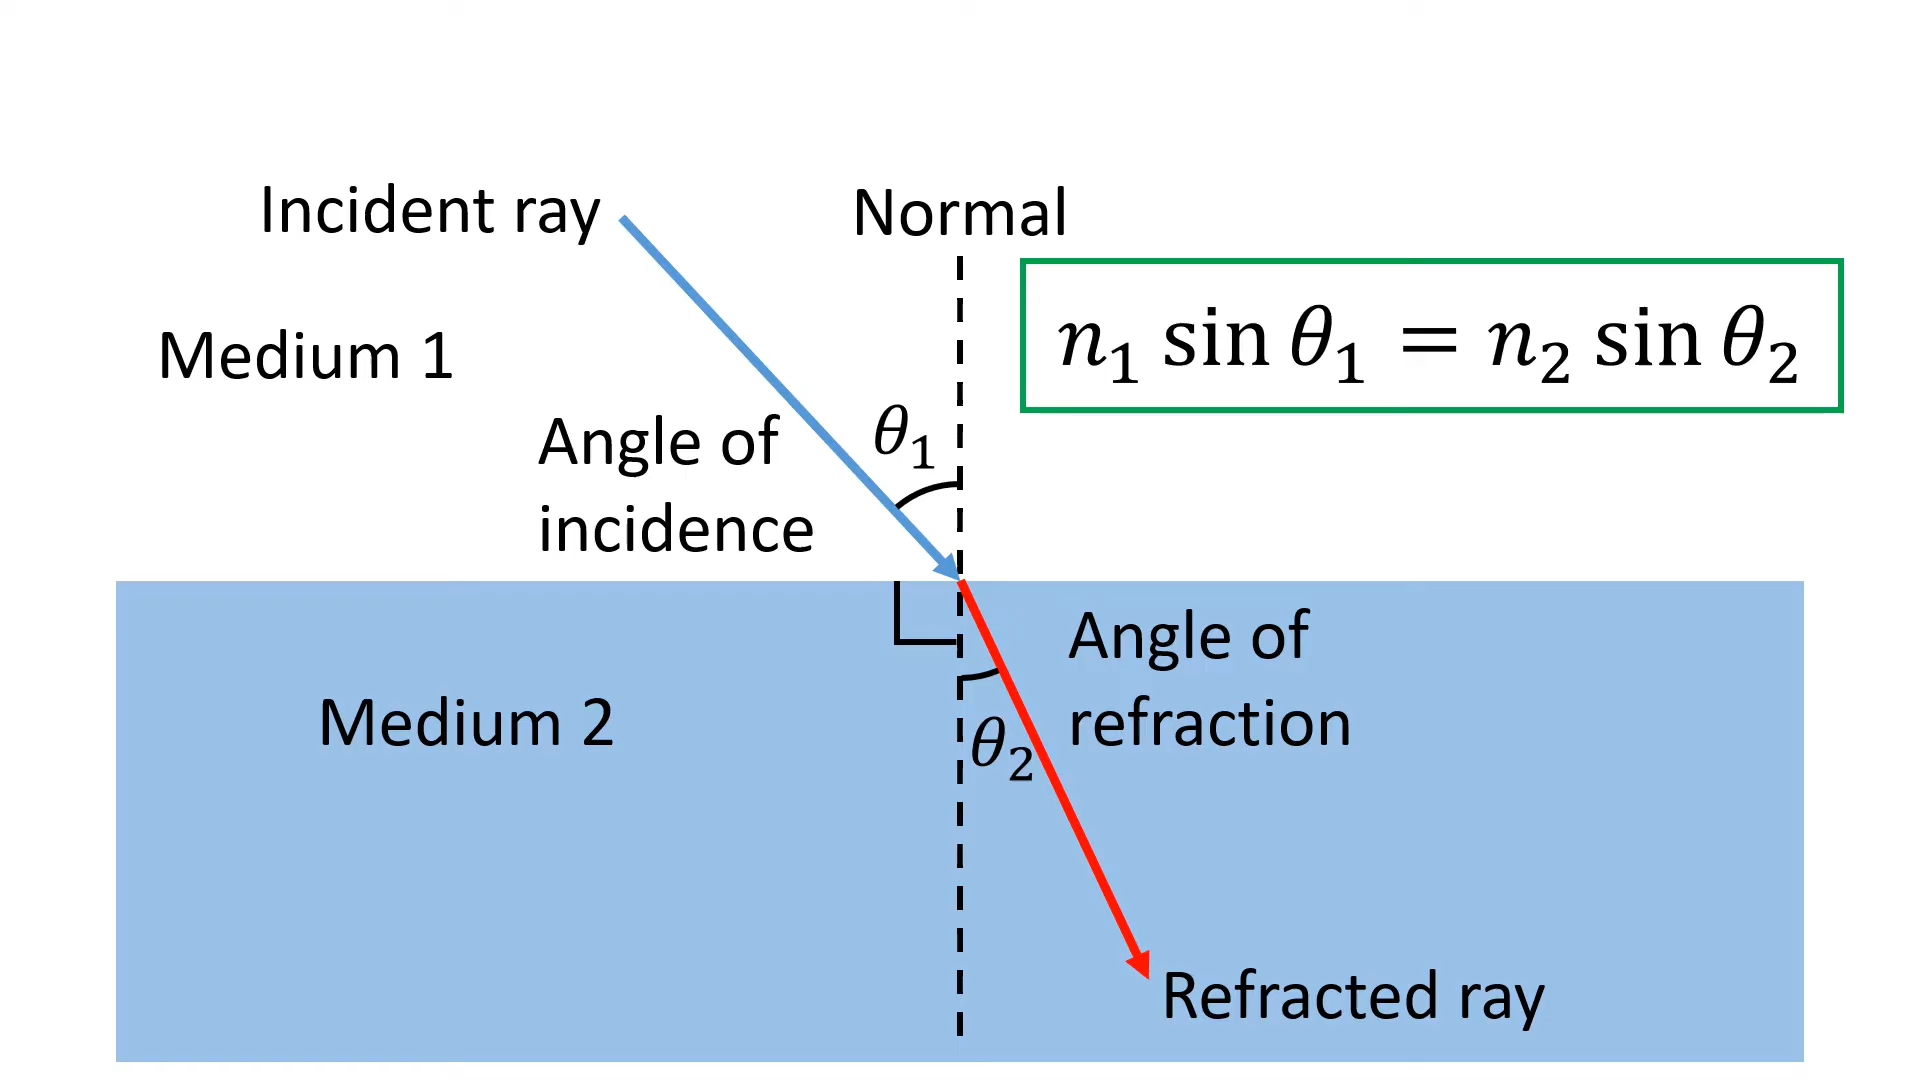 Incident ray
Normal
Medium 1
n₁ sin θ₁ = n₂ sin θ₂
θ₁
Angle of
incidence
Angle of
refraction
Medium 2
θ₂
Refracted ray